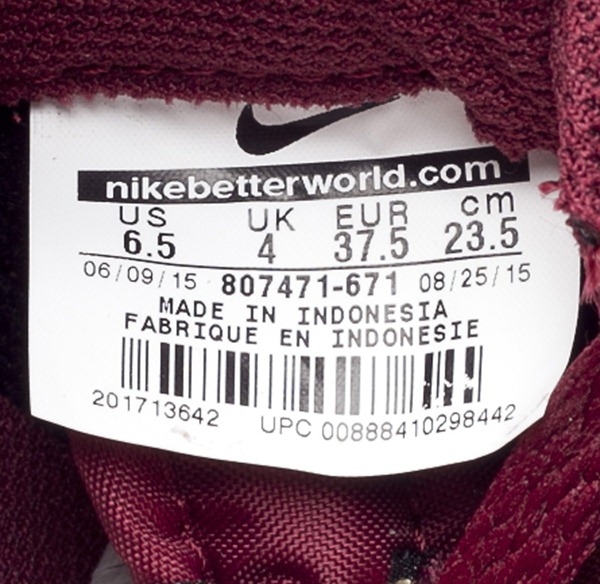 nikebetterworld.com
US UK EUR cm
6.5 4 37.5 23.5
06/09/15 807471-671 08/25/15
MADE IN INDONESIA
FABRIQUE EN INDONESIE
201713642 UPC 00888410298442